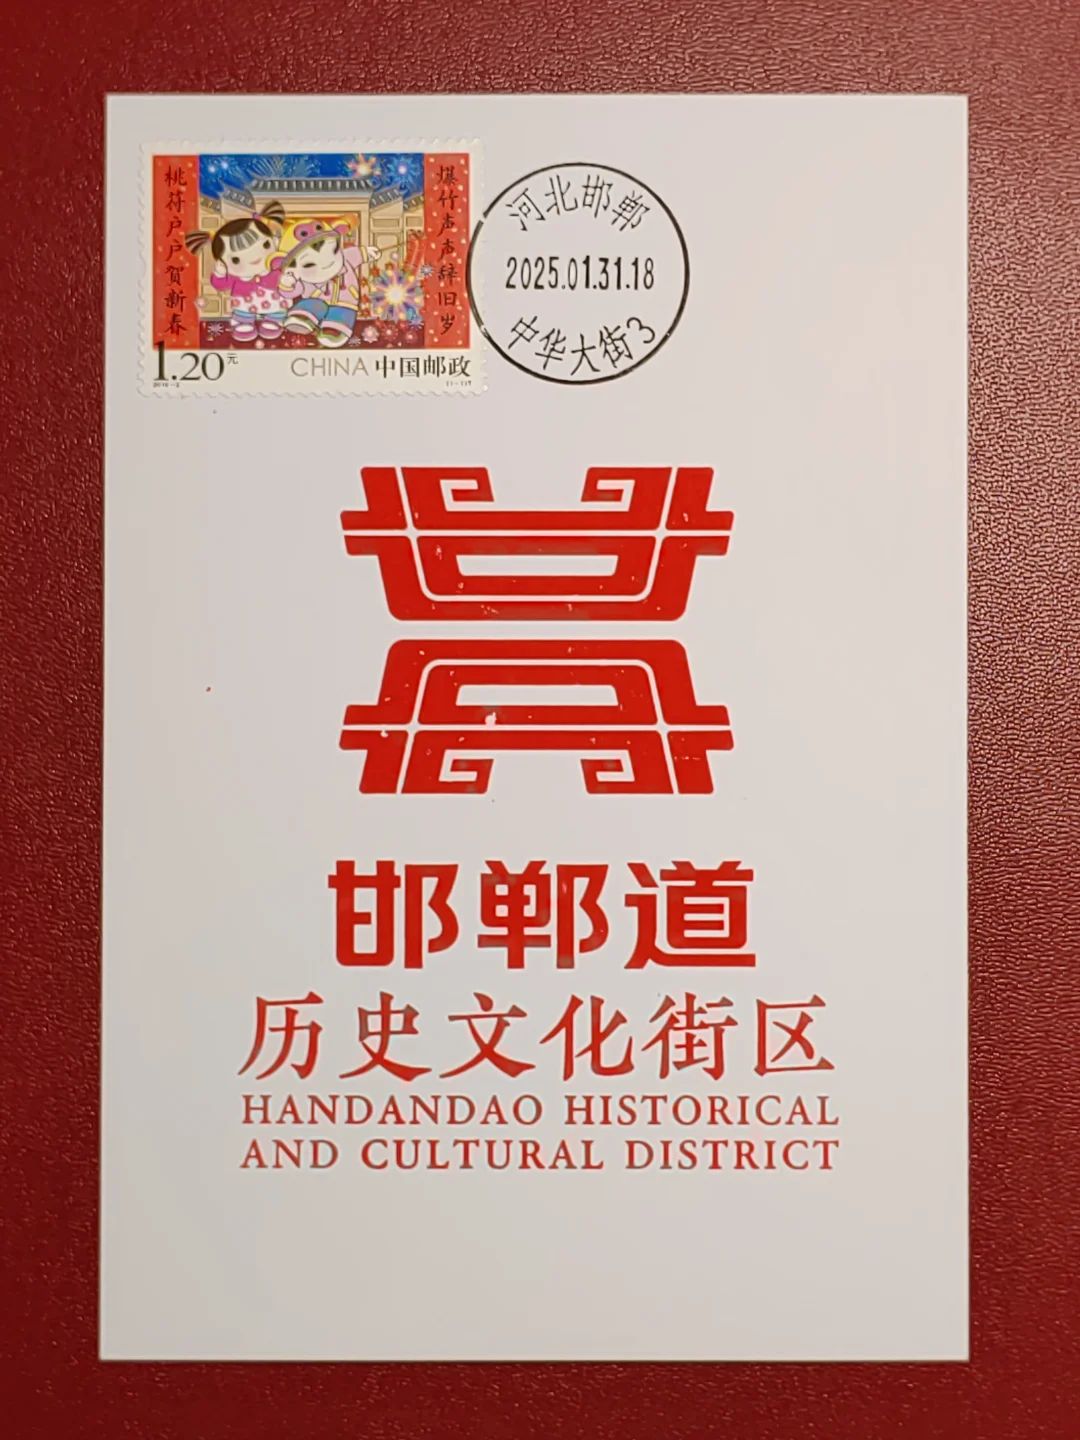 爆竹声声辞旧岁
桃符户户贺新春
1.20元
CHINA 中国邮政
河北邯郸
2025.01.31.18
中华大街3
邯郸道
历史文化街区
HANDANDAO HISTORICAL
AND CULTURAL DISTRICT